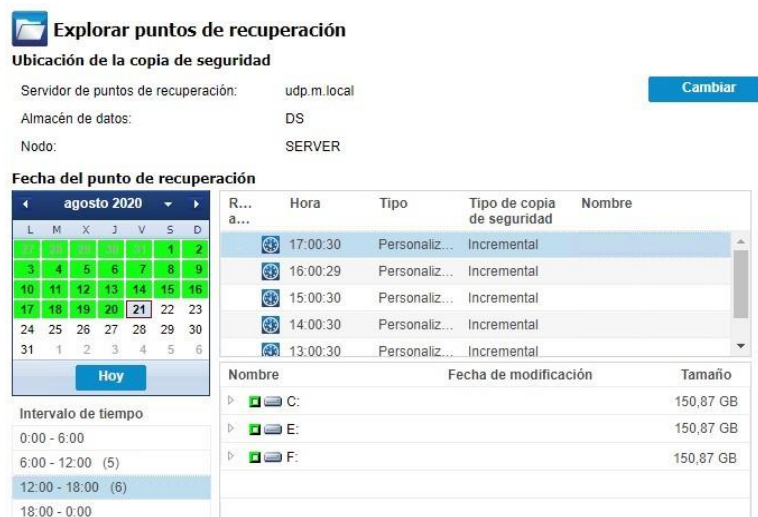 Explorar puntos de recuperación
Ubicación de la copia de seguridad
Servidor de puntos de recuperación: udp.m.local Cambiar
Almacén de datos: DS
Nodo: SERVER
Fecha del punto de recuperación
agosto 2020
L M X J V S D
27 28 29 30 31 1 2
3 4 5 6 7 8 9
10 11 12 13 14 15 16
17 18 19 20 21 22 23
24 25 26 27 28 29 30
31 1 2 3 4 5 6
Hoy
Intervalo de tiempo
0:00 - 6:00
6:00 - 12:00 (5)
12:00 - 18:00 (6)
18:00 - 0:00
R... a... Hora Tipo Tipo de copia de seguridad Nombre
17:00:30 Personaliz... Incremental
16:00:29 Personaliz... Incremental
15:00:30 Personaliz... Incremental
14:00:30 Personaliz... Incremental
13:00:30 Personaliz... Incremental
Nombre Fecha de modificación Tamaño
C: 150,87 GB
E: 150,87 GB
F: 150,87 GB